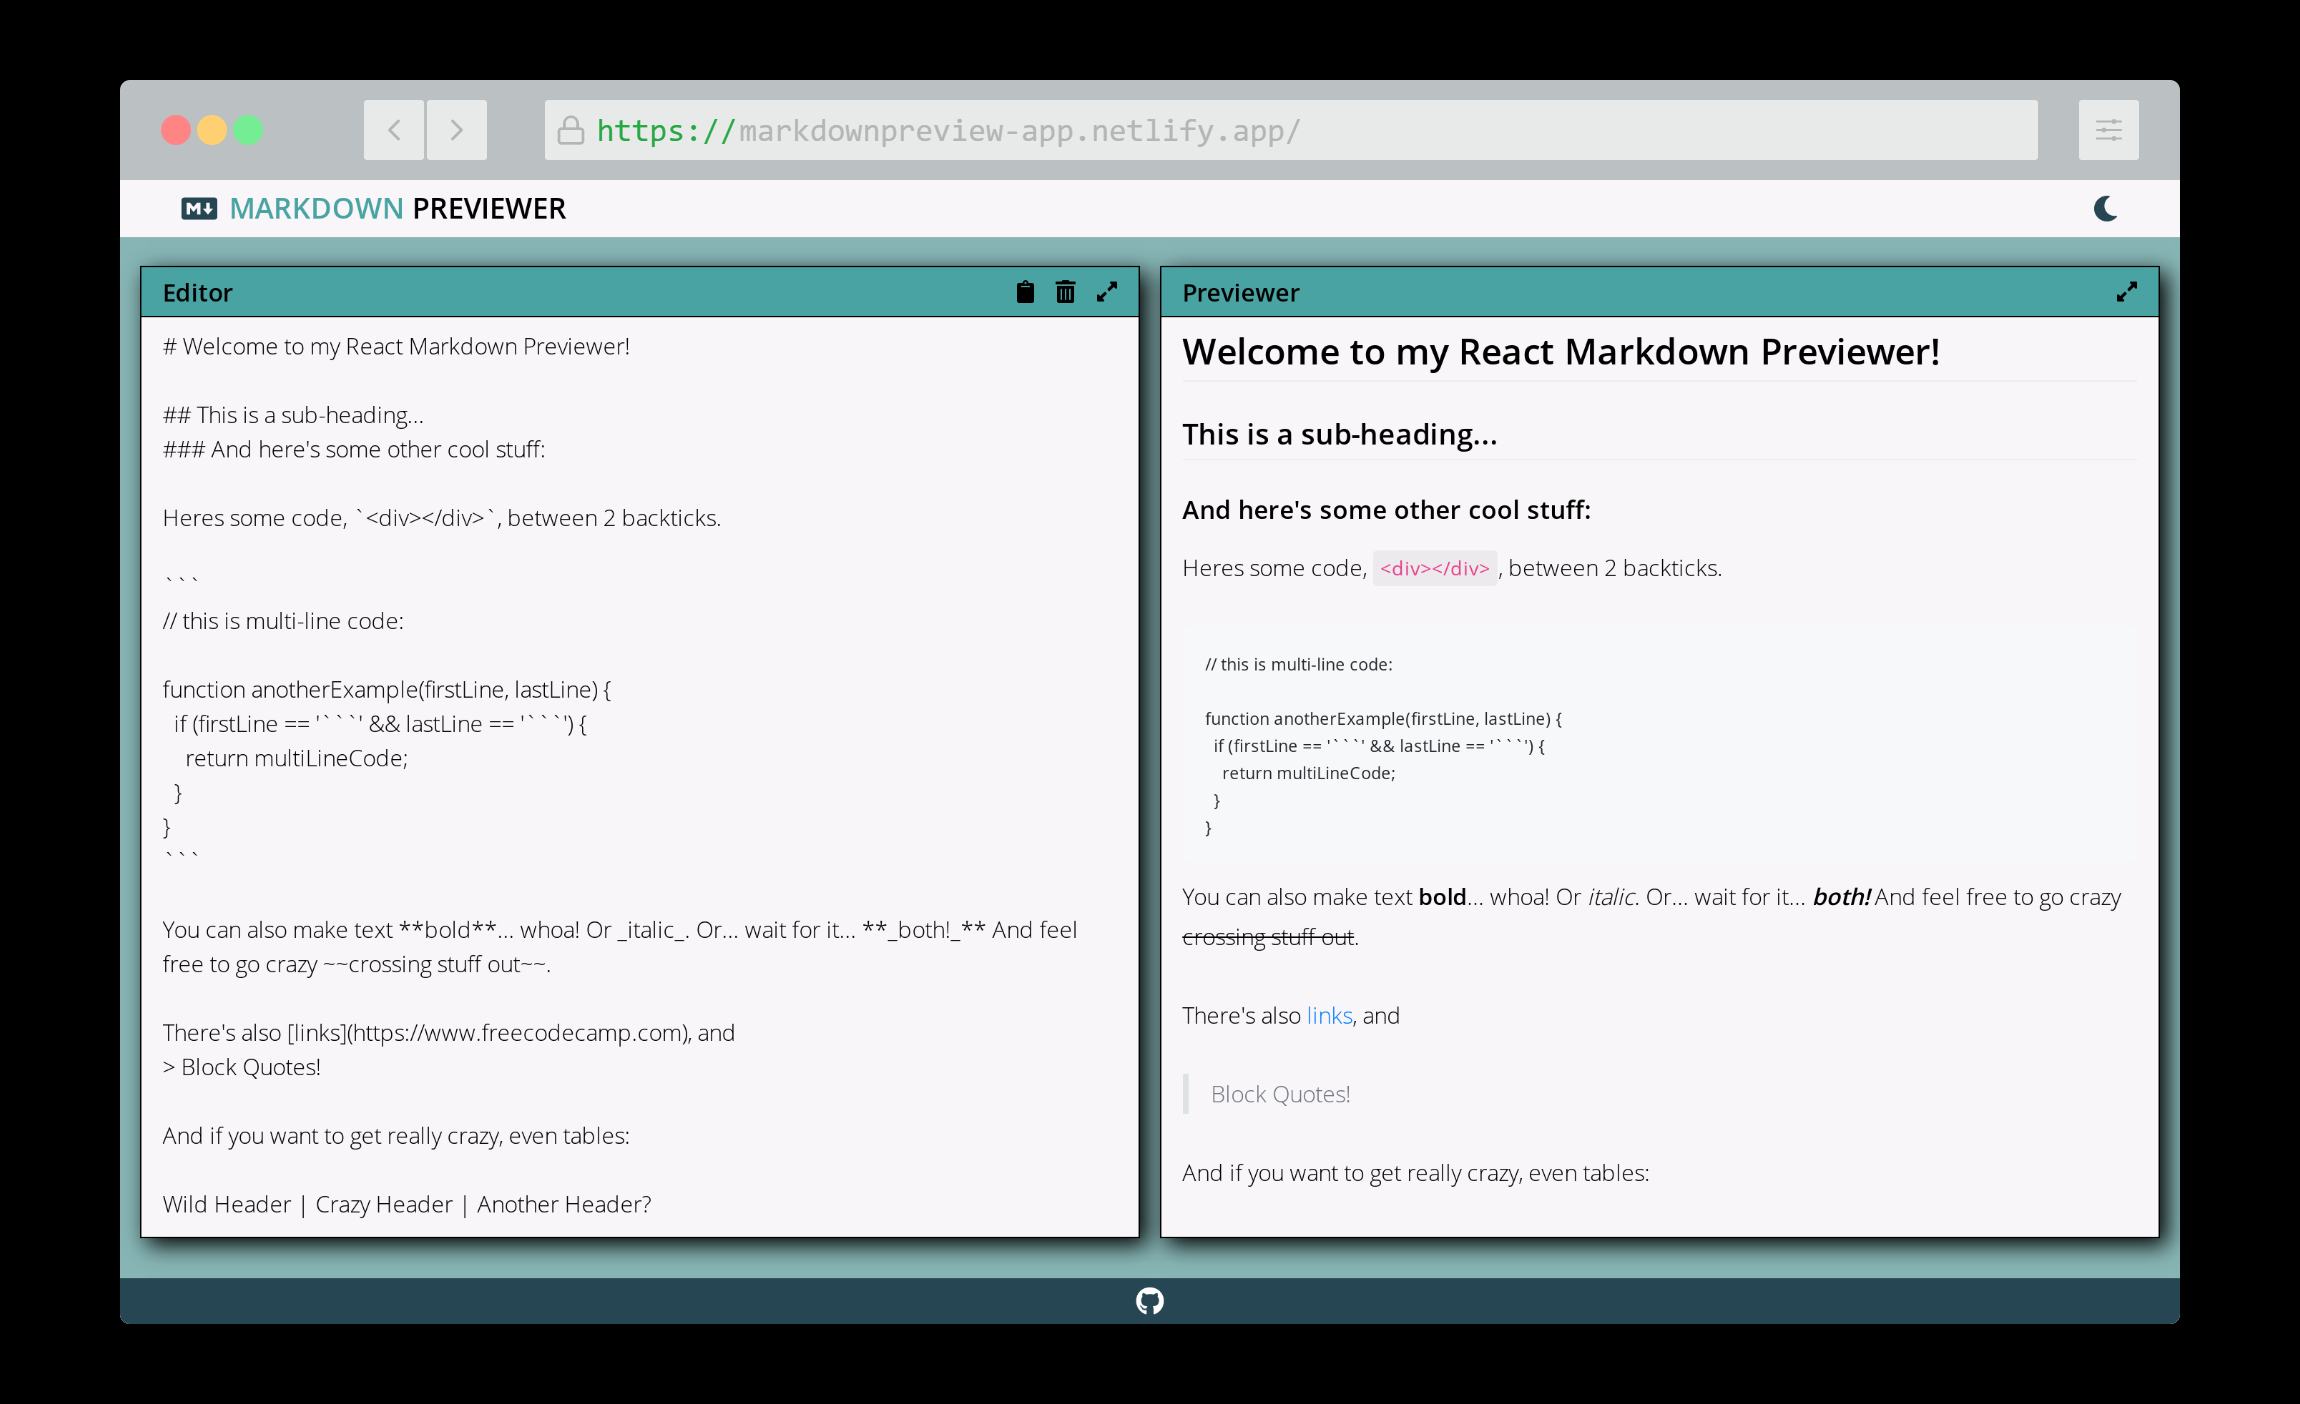 https://markdownpreview-app.netlify.app/
MARKDOWN PREVIEWER
Editor
# Welcome to my React Markdown Previewer!
## This is a sub-heading...
### And here's some other cool stuff:
Heres some code, `<div></div>`, between 2 backticks.
```
// this is multi-line code:
function anotherExample(firstLine, lastLine) {
  if (firstLine == '```' && lastLine == '```') {
    return multiLineCode;
  }
}
```
You can also make text **bold**... whoa! Or _italic_. Or... wait for it... **_both!_** And feel
free to go crazy ~~crossing stuff out~~.
There's also [links](https://www.freecodecamp.com), and
> Block Quotes!
And if you want to get really crazy, even tables:
Wild Header | Crazy Header | Another Header?
Previewer
Welcome to my React Markdown Previewer!
This is a sub-heading...
And here's some other cool stuff:
Heres some code, <div></div>, between 2 backticks.
// this is multi-line code:
function anotherExample(firstLine, lastLine) {
  if (firstLine == '```' && lastLine == '```') {
    return multiLineCode;
  }
}
You can also make text bold... whoa! Or italic. Or... wait for it... both! And feel free to go crazy
crossing stuff out.
There's also links, and
Block Quotes!
And if you want to get really crazy, even tables: